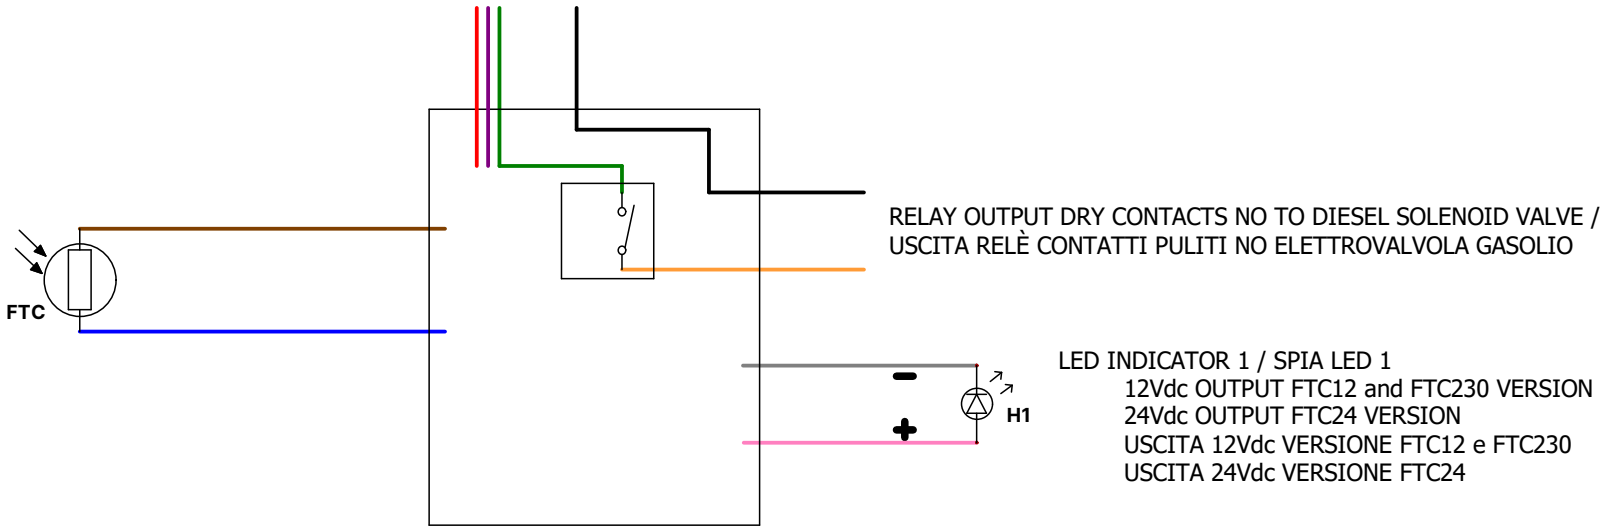 RELAY OUTPUT DRY CONTACTS NO TO DIESEL SOLENOID VALVE /
USCITA RELÈ CONTATTI PULITI NO ELETTROVALVOLA GASOLIO
FTC
LED INDICATOR 1 / SPIA LED 1
12Vdc OUTPUT FTC12 and FTC230 VERSION
24Vdc OUTPUT FTC24 VERSION
USCITA 12Vdc VERSIONE FTC12 e FTC230
USCITA 24Vdc VERSIONE FTC24
-
+
H1